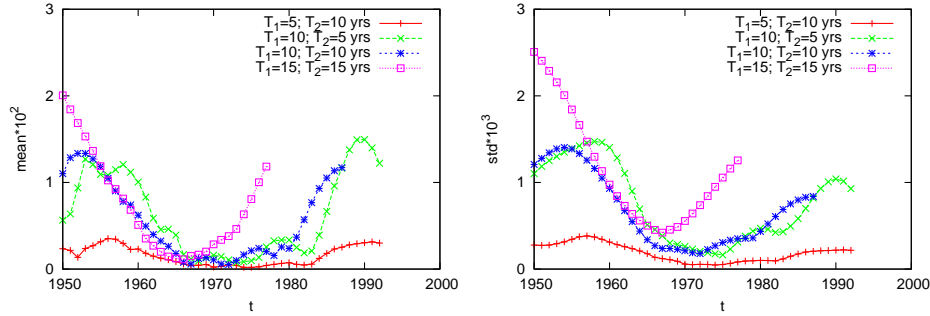 3
2
1
0
1950 1960 1970 1980 1990 2000
mean*10^2
t
T_1=5; T_2=10 yrs
T_1=10; T_2=5 yrs
T_1=10; T_2=10 yrs
T_1=15; T_2=15 yrs
3
2
1
0
1950 1960 1970 1980 1990 2000
std*10^3
t
T_1=5; T_2=10 yrs
T_1=10; T_2=5 yrs
T_1=10; T_2=10 yrs
T_1=15; T_2=15 yrs